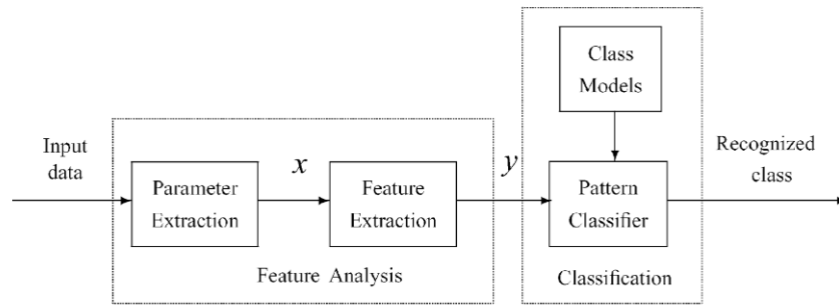 Class
Models
Input
data
Parameter
Extraction
x
Feature
Extraction
y
Pattern
Classifier
Recognized
class
Feature Analysis
Classification